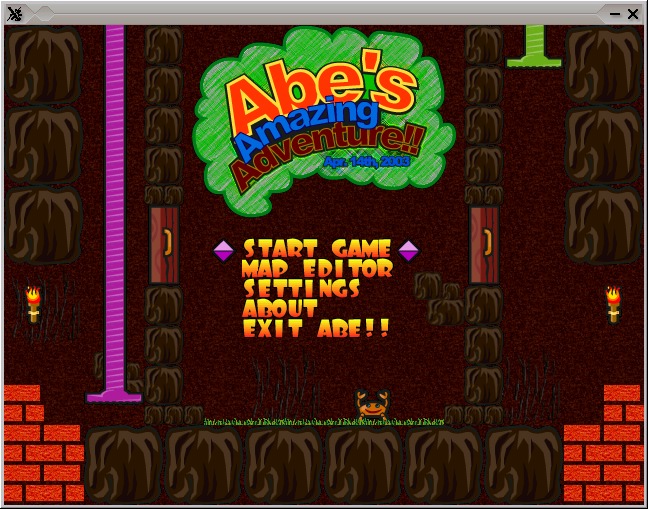 Abe's
Amazing
Adventure!!
Apr. 14th, 2003
START GAME
MAP EDITOR
SETTINGS
ABOUT
EXIT ABE!!